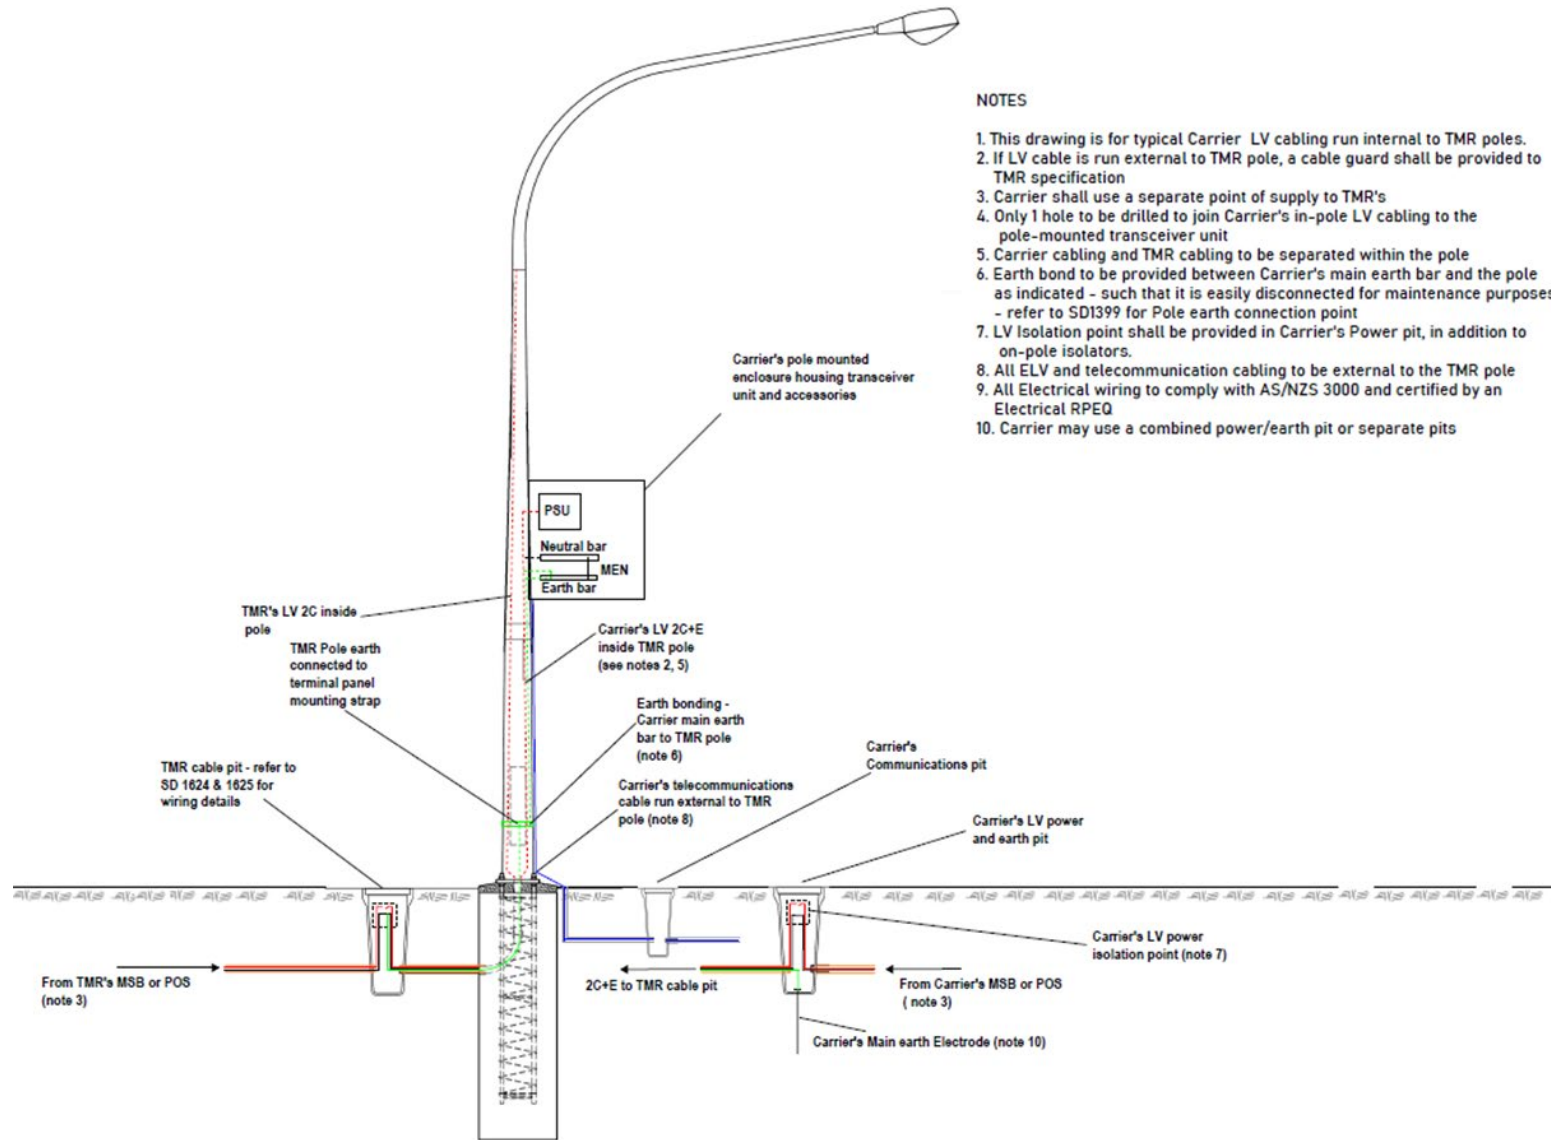 NOTES
1. This drawing is for typical Carrier LV cabling run internal to TMR poles.
2. If LV cable is run external to TMR pole, a cable guard shall be provided to
TMR specification
3. Carrier shall use a separate point of supply to TMR's
4. Only 1 hole to be drilled to join Carrier's in-pole LV cabling to the
pole-mounted transceiver unit
5. Carrier cabling and TMR cabling to be separated within the pole
6. Earth bond to be provided between Carrier's main earth bar and the pole
as indicated - such that it is easily disconnected for maintenance purposes
- refer to SD1399 for Pole earth connection point
7. LV Isolation point shall be provided in Carrier's Power pit, in addition to
on-pole isolators.
8. All ELV and telecommunication cabling to be external to the TMR pole
9. All Electrical wiring to comply with AS/NZS 3000 and certified by an
Electrical RPEQ
10. Carrier may use a combined power/earth pit or separate pits
Carrier's pole mounted
enclosure housing transceiver
unit and accessories
PSU
Neutral bar
MEN
Earth bar
TMR's LV 2C inside
pole
TMR Pole earth
connected to
terminal panel
mounting strap
Carrier's LV 2C+E
inside TMR pole
(see notes 2, 5)
Earth bonding -
Carrier main earth
bar to TMR pole
(note 6)
TMR cable pit - refer to
SD 1624 & 1625 for
wiring details
Carrier's telecommunications
cable run external to TMR
pole (note 8)
Carrier's
Communications pit
Carrier's LV power
and earth pit
Carrier's LV power
isolation point (note 7)
From TMR's MSB or POS
(note 3)
2C+E to TMR cable pit
From Carrier's MSB or POS
( note 3)
Carrier's Main earth Electrode (note 10)